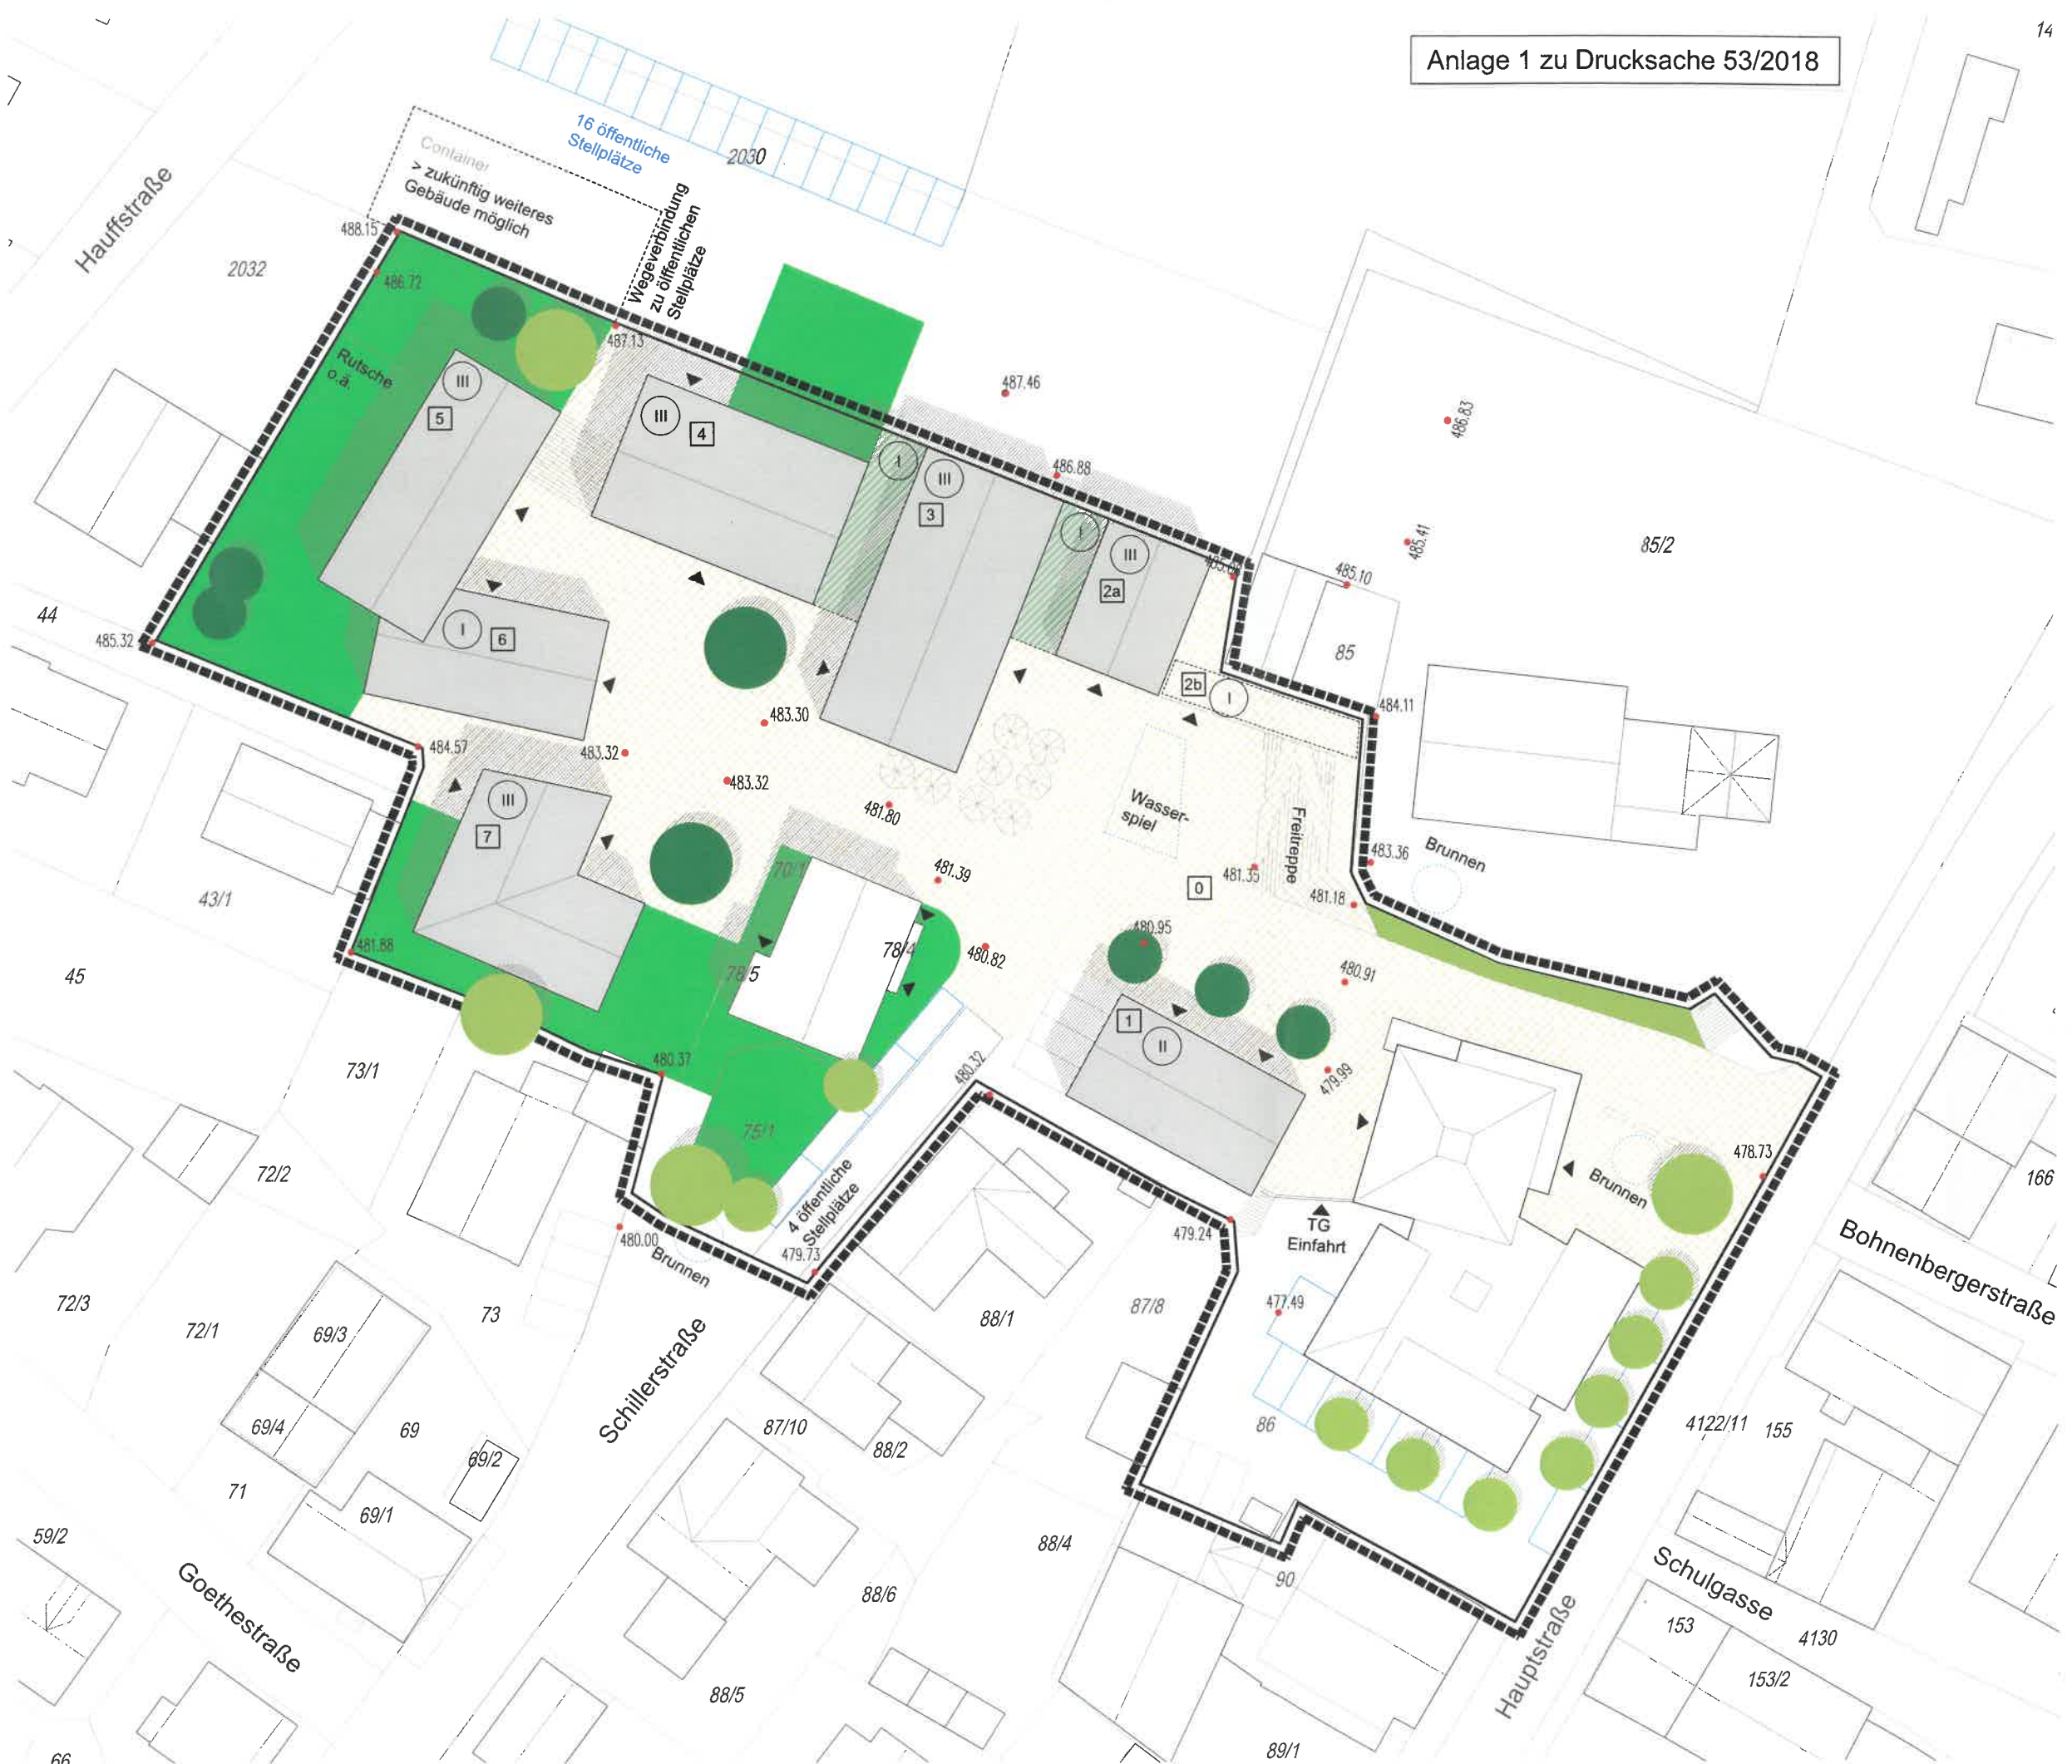 Anlage 1 zu Drucksache 53/2018
14
16 öffentliche
Stellplätze
2030
Container
> zukünftig weiteres
Gebäude möglich
Wegeverbindung
zu öffentlichen
Stellplätze
Hauffstraße
2032
488.15
486.72
487.13
487.46
486.88
486.83
485.41
485.10
85/2
85
Rutsche
o.ä.
III
5
III
4
I
III
3
I
III
2a
2b
I
I
6
44
485.32
484.57
483.32
483.30
483.32
481.80
484.11
483.36
Brunnen
Wasser-
spiel
Freitreppe
481.35
481.18
0
III
7
43/1
45
481.88
70/1
78/5
78/4
481.39
480.82
480.95
480.91
1
II
479.99
480.32
480.37
75/1
4 öffentliche
Stellplätze
479.73
480.00
Brunnen
73/1
72/2
72/3
72/1
73
69/3
69/4
69
69/2
69/1
71
59/2
66
Goethestraße
Schillerstraße
88/1
87/8
87/10
88/2
88/4
88/6
88/5
89/1
90
86
479.24
TG
Einfahrt
477.49
478.73
Brunnen
166
Bohnenbergerstraße
4122/11
155
Schulgasse
153
4130
153/2
Hauptstraße